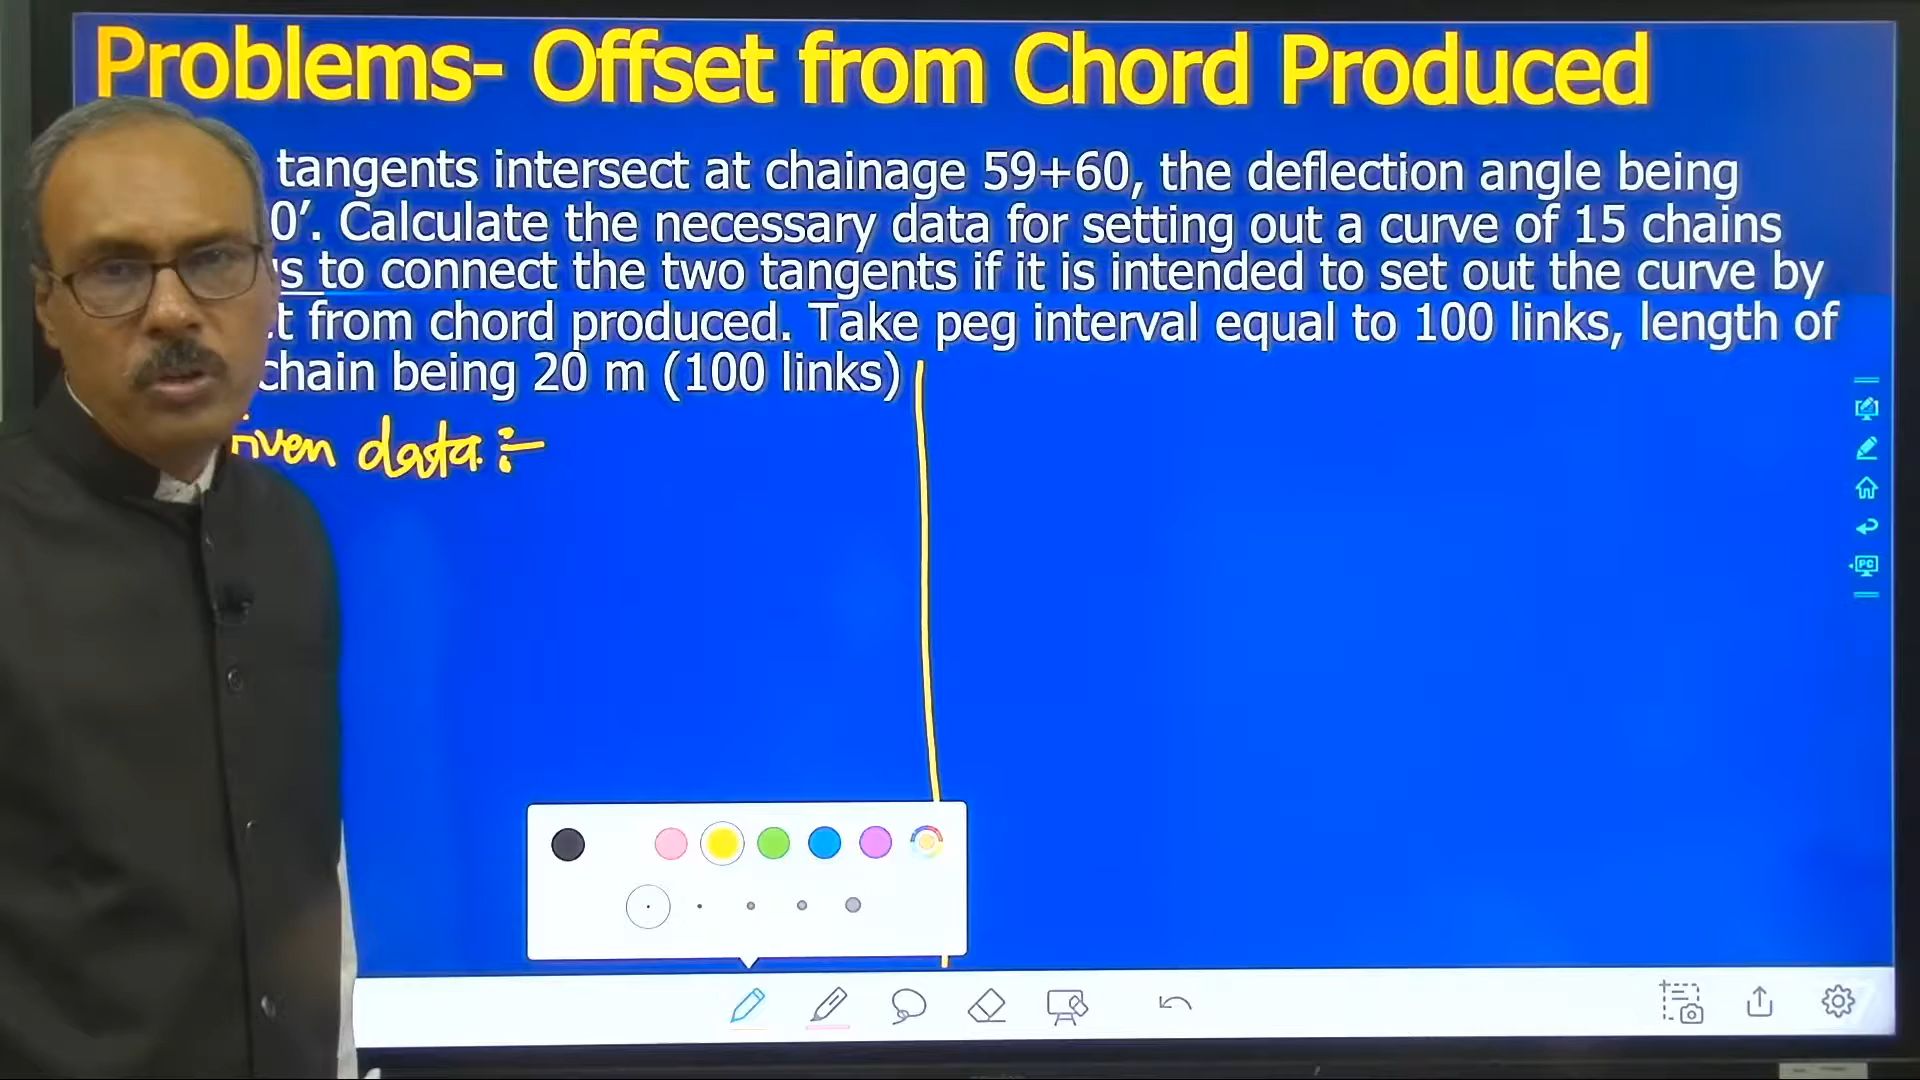 Problems- Offset from Chord Produced
tangents intersect at chainage 59+60, the deflection angle being
0'. Calculate the necessary data for setting out a curve of 15 chains
us to connect the two tangents if it is intended to set out the curve by
t from chord produced. Take peg interval equal to 100 links, length of
chain being 20 m (100 links)
iven data :-
PC